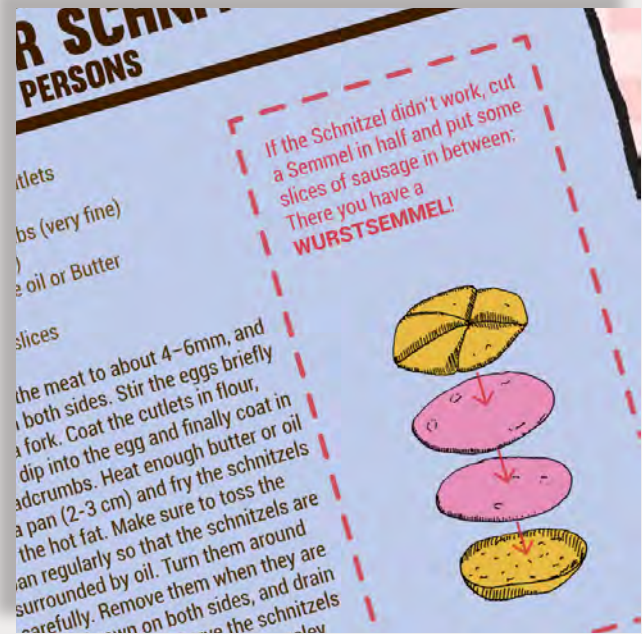 R SCHNI
PERSONS
tlets
bs (very fine)
)
e oil or Butter
slices
the meat to about 4–6mm, and
both sides. Stir the eggs briefly
a fork. Coat the cutlets in flour,
dip into the egg and finally coat in
adcrumbs. Heat enough butter or oil
a pan (2-3 cm) and fry the schnitzels
the hot fat. Make sure to toss the
an regularly so that the schnitzels are
surrounded by oil. Turn them around
carefully. Remove them when they are
wn on both sides, and drain
ve the schnitzels
If the Schnitzel didn't work, cut
a Semmel in half and put some
slices of sausage in between:
There you have a
WURSTSEMMEL!